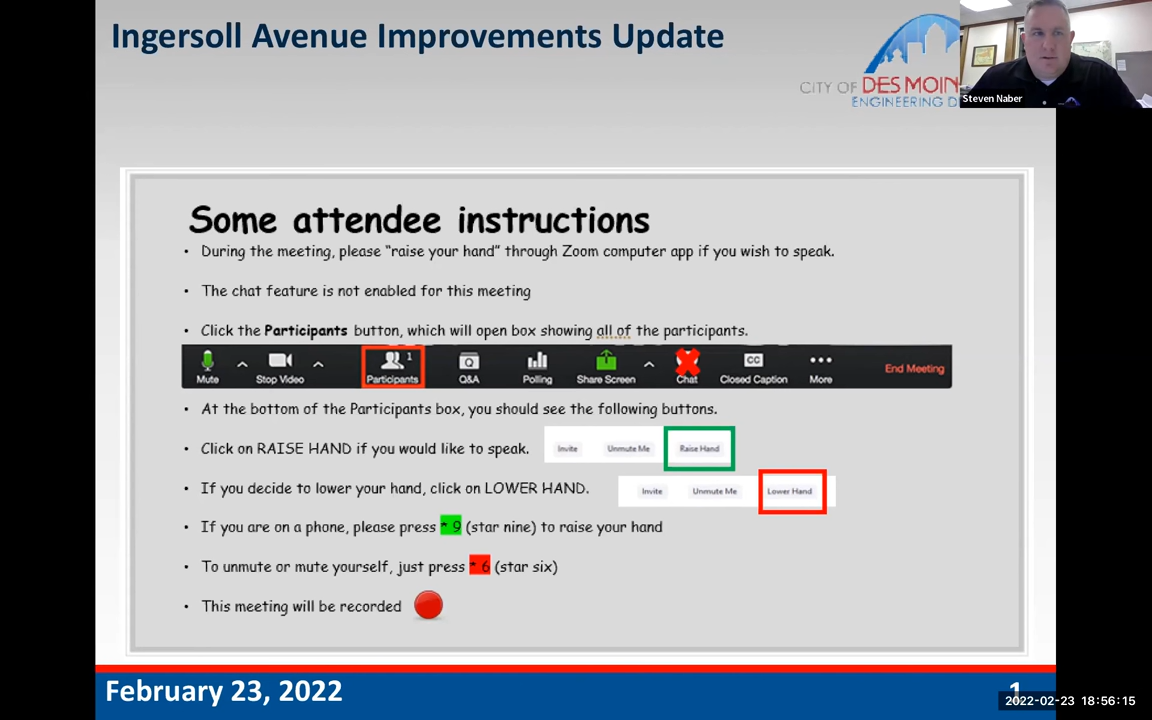 Ingersoll Avenue Improvements Update
CITY OF DES MOIN
ENGINEERING D
Steven Naber
Some attendee instructions
• During the meeting, please “raise your hand” through Zoom computer app if you wish to speak.
• The chat feature is not enabled for this meeting
• Click the Participants button, which will open box showing all of the participants.
Mute Stop Video Participants 1 Q&A Polling Share Screen Chat CC Closed Caption More End Meeting
• At the bottom of the Participants box, you should see the following buttons.
• Click on RAISE HAND if you would like to speak. Invite Unmute Me Raise Hand
• If you decide to lower your hand, click on LOWER HAND. Invite Unmute Me Lower Hand
• If you are on a phone, please press * 9 (star nine) to raise your hand
• To unmute or mute yourself, just press * 6 (star six)
• This meeting will be recorded
February 23, 2022
1
2022-02-23 18:56:15